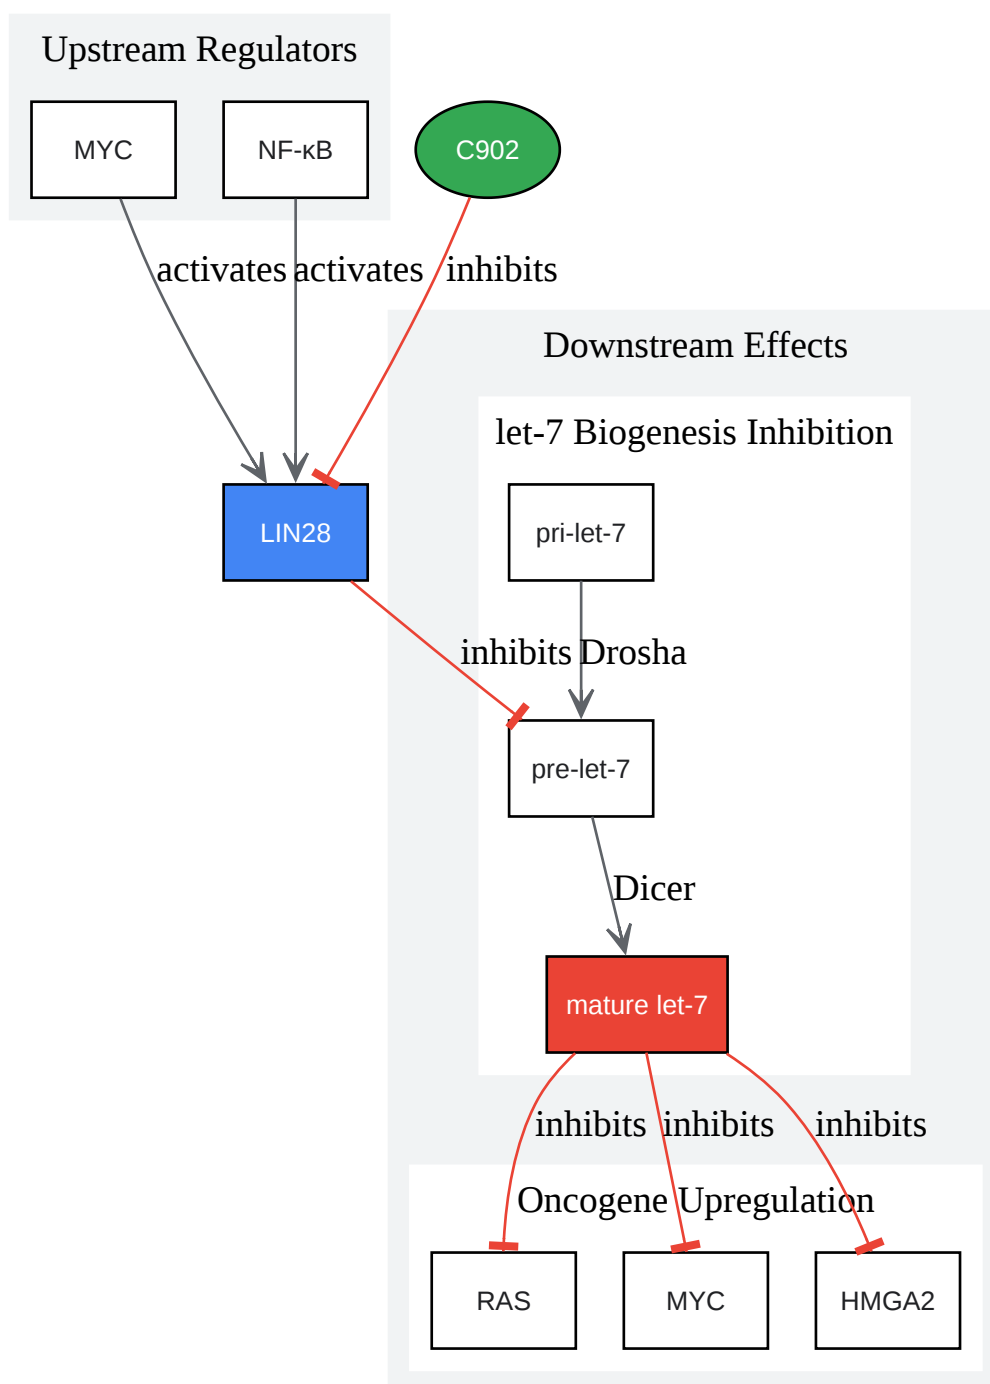 Upstream Regulators
MYC
NF-κB
C902
activates
activates
inhibits
Downstream Effects
let-7 Biogenesis Inhibition
LIN28
pri-let-7
inhibits
Drosha
pre-let-7
Dicer
mature let-7
inhibits
inhibits
inhibits
Oncogene Upregulation
RAS
MYC
HMGA2